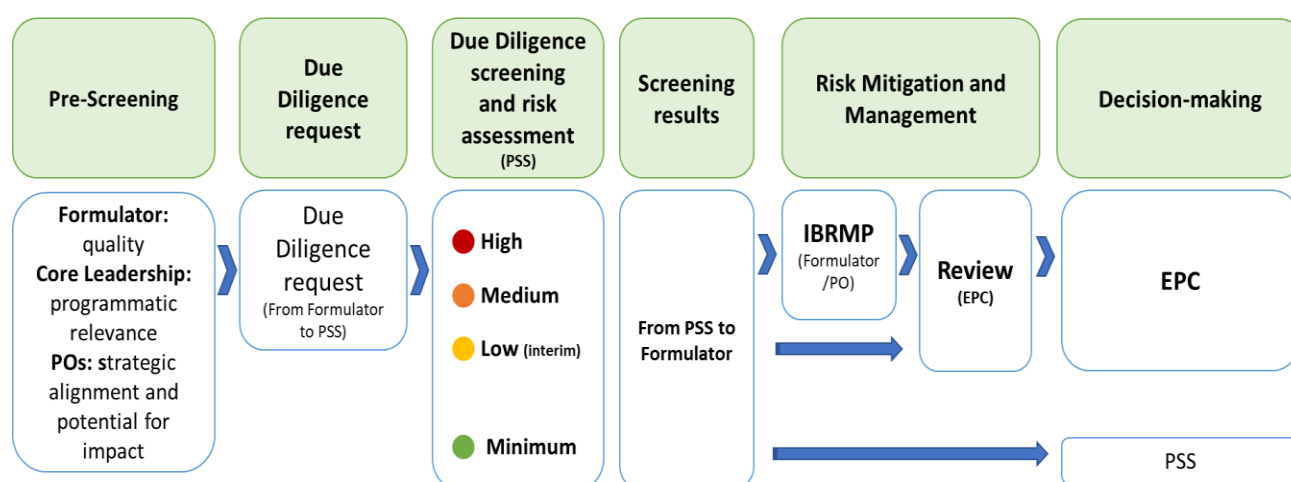 Pre-Screening
Due
Diligence
request
Due Diligence
screening
and risk
assessment
(PSS)
Screening
results
Risk Mitigation and
Management
Decision-making
Formulator:
quality
Core Leadership:
programmatic
relevance
POs: strategic
alignment and
potential for
impact
Due
Diligence
request
(From Formulator
to PSS)
High
Medium
Low (interim)
Minimum
From PSS to
Formulator
IBRMP
(Formulator
/PO)
Review
(EPC)
EPC
PSS